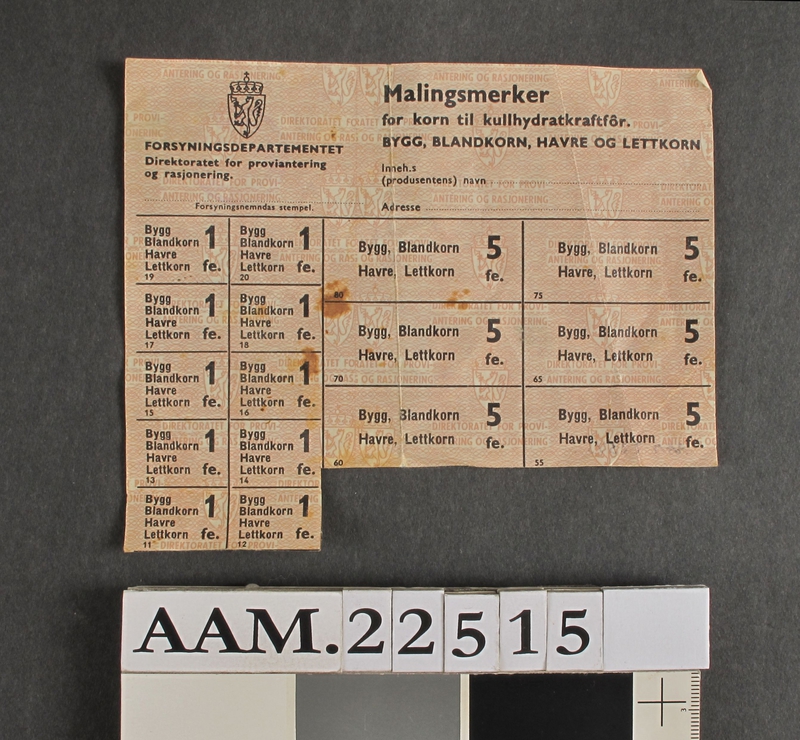 Malingsmerker
for korn til kullhydratkraftfôr.
BYGG, BLANDKORN, HAVRE OG LETTKORN
FORSYNINGSDEPARTEMENTET
Direktoratet for proviantering
og rasjonering.
Forsyningsnemndas stempel.
Inneh.s
(produsentens) navn
Adresse
Bygg
Blandkorn 1
Havre
Lettkorn fe.
19
Bygg
Blandkorn 1
Havre
Lettkorn fe.
20
Bygg, Blandkorn 5
Havre, Lettkorn fe.
80
Bygg, Blandkorn 5
Havre, Lettkorn fe.
75
Bygg
Blandkorn 1
Havre
Lettkorn fe.
17
Bygg
Blandkorn 1
Havre
Lettkorn fe.
18
Bygg, Blandkorn 5
Havre, Lettkorn fe.
70
Bygg, Blandkorn 5
Havre, Lettkorn fe.
65
Bygg
Blandkorn 1
Havre
Lettkorn fe.
15
Bygg
Blandkorn 1
Havre
Lettkorn fe.
16
Bygg, Blandkorn 5
Havre, Lettkorn fe.
60
Bygg, Blandkorn 5
Havre, Lettkorn fe.
55
Bygg
Blandkorn 1
Havre
Lettkorn fe.
13
Bygg
Blandkorn 1
Havre
Lettkorn fe.
14
Bygg
Blandkorn 1
Havre
Lettkorn fe.
11
Bygg
Blandkorn 1
Havre
Lettkorn fe.
12
AAM.22515